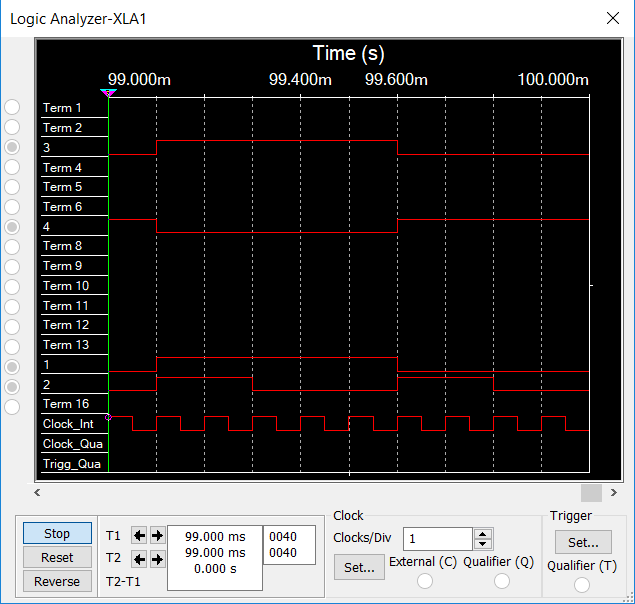 Logic Analyzer-XLA1
Time (s)
99.000m 99.400m 99.600m 100.000m
Term 1
Term 2
3
Term 4
Term 5
Term 6
4
Term 8
Term 9
Term 10
Term 11
Term 12
Term 13
1
2
Term 16
Clock_Int
Clock_Qua
Trigg_Qua
Stop
Reset
Reverse
T1
T2
T2-T1
99.000 ms
99.000 ms
0.000 s
0040
0040
Clock
Clocks/Div 1
Set...
External (C) Qualifier (Q)
Trigger
Set...
Qualifier (T)